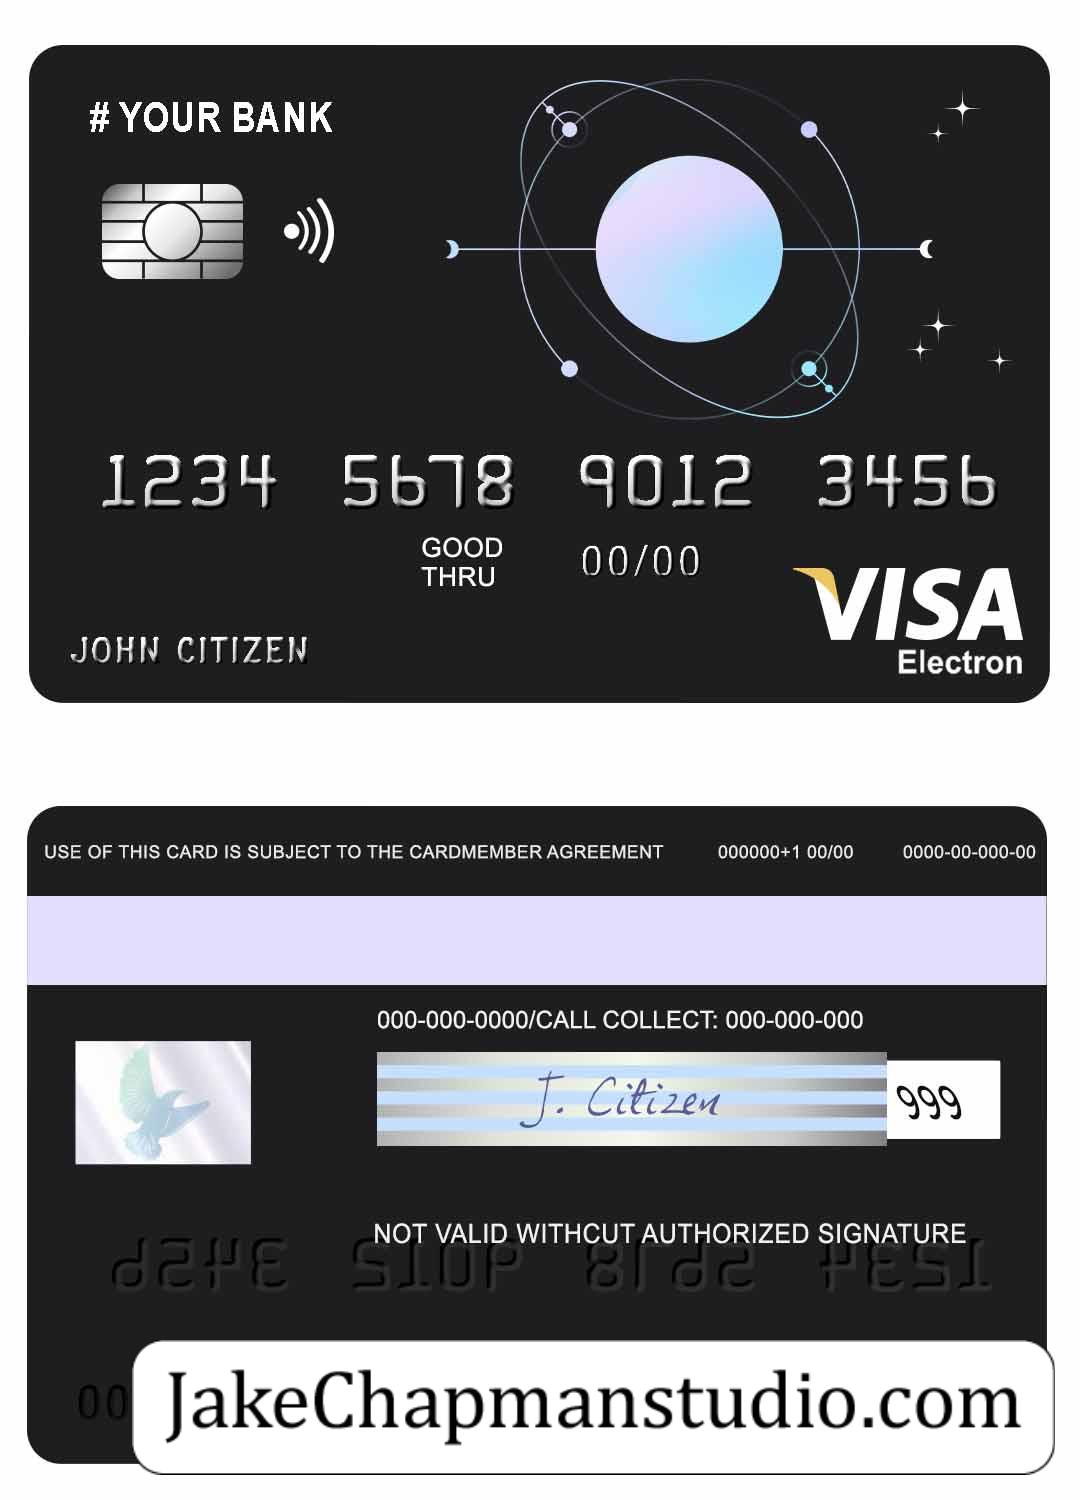 # YOUR BANK
1234 5678 9012 3456
GOOD
THRU
00/00
VISA
Electron
JOHN CITIZEN
USE OF THIS CARD IS SUBJECT TO THE CARDMEMBER AGREEMENT 000000+1 00/00 0000-00-000-00
000-000-0000/CALL COLLECT: 000-000-000
J. Citizen
999
NOT VALID WITHCUT AUTHORIZED SIGNATURE
00
JakeChapmanstudio.com